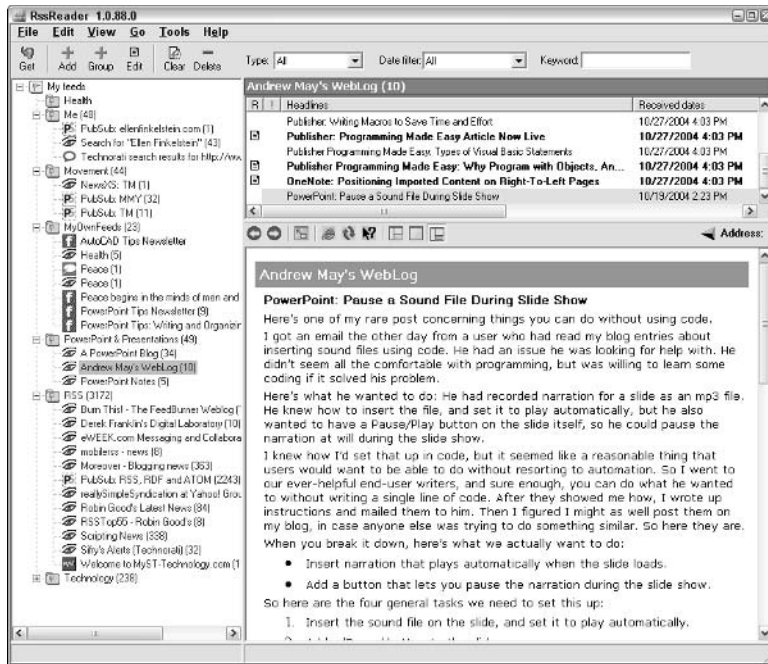 RssReader 1.0.88.0
File Edit View Go Tools Help
Get Add Group Edit Clear Delete Type: All Date filter: All Keyword:
My feeds
Health
Me (48)
PubSub: ellenfinkelstein.com (1)
Search for "Ellen Finkelstein" (43)
Technorati search results for http://ww
Movement (44)
NewsXS: TM (1)
PubSub: MMY (32)
PubSub: TM (11)
MyOwnFeeds (23)
AutoCAD Tips Newsletter
Health (5)
Peace (1)
Peace (1)
Peace begins in the minds of men and
PowerPoint Tips Newsletter (9)
PowerPoint Tips: Writing and Organizin
PowerPoint & Presentations (49)
A PowerPoint Blog (34)
Andrew May's WebLog (10)
PowerPoint Notes (5)
RSS (3172)
Burn This! - The FeedBurner Weblog (
Derek Franklin's Digital Laboratory (10)
eWEEK.com Messaging and Collabora
mobilerss - news (8)
Moreover - Blogging news (363)
PubSub: RSS, RDF and ATOM (2243)
reallySimpleSyndication at Yahoo! Grou
Robin Good's Latest News (84)
RSSTop55 - Robin Good's (8)
Scripting News (338)
Sifry's Alerts (Technorati) (32)
Welcome to MyST-Technology.com (1
Technology (238)
Andrew May's WebLog (10)
R ! Headlines Received dates
Publisher: Writing Macros to Save Time and Effort 10/27/2004 4:03 PM
Publisher: Programming Made Easy Article Now Live 10/27/2004 4:03 PM
Publisher Programming Made Easy: Types of Visual Basic Statements 10/27/2004 4:03 PM
Publisher Programming Made Easy: Why Program with Objects, An... 10/27/2004 4:03 PM
OneNote: Positioning Imported Content on Right-To-Left Pages 10/27/2004 4:03 PM
PowerPoint: Pause a Sound File During Slide Show 10/19/2004 2:23 PM
Address:
Andrew May's WebLog
PowerPoint: Pause a Sound File During Slide Show
Here's one of my rare post concerning things you can do without using code.
I got an email the other day from a user who had read my blog entries about
inserting sound files using code. He had an issue he was looking for help with. He
didn't seem all the comfortable with programming, but was willing to learn some
coding if it solved his problem.
Here's what he wanted to do: He had recorded narration for a slide as an mp3 file.
He knew how to insert the file, and set it to play automatically, but he also
wanted to have a Pause/Play button on the slide itself, so he could pause the
narration at will during the slide show.
I knew how I'd set that up in code, but it seemed like a reasonable thing that
users would want to be able to do without resorting to automation. So I went to
our ever-helpful end-user writers, and sure enough, you can do what he wanted
to without writing a single line of code. After they showed me how, I wrote up
instructions and mailed them to him. Then I figured I might as well post them on
my blog, in case anyone else was trying to do something similar. So here they are.
When you break it down, here's what we actually want to do:
• Insert narration that plays automatically when the slide loads.
• Add a button that lets you pause the narration during the slide show.
So here are the four general tasks we need to set this up:
1. Insert the sound file on the slide, and set it to play automatically.